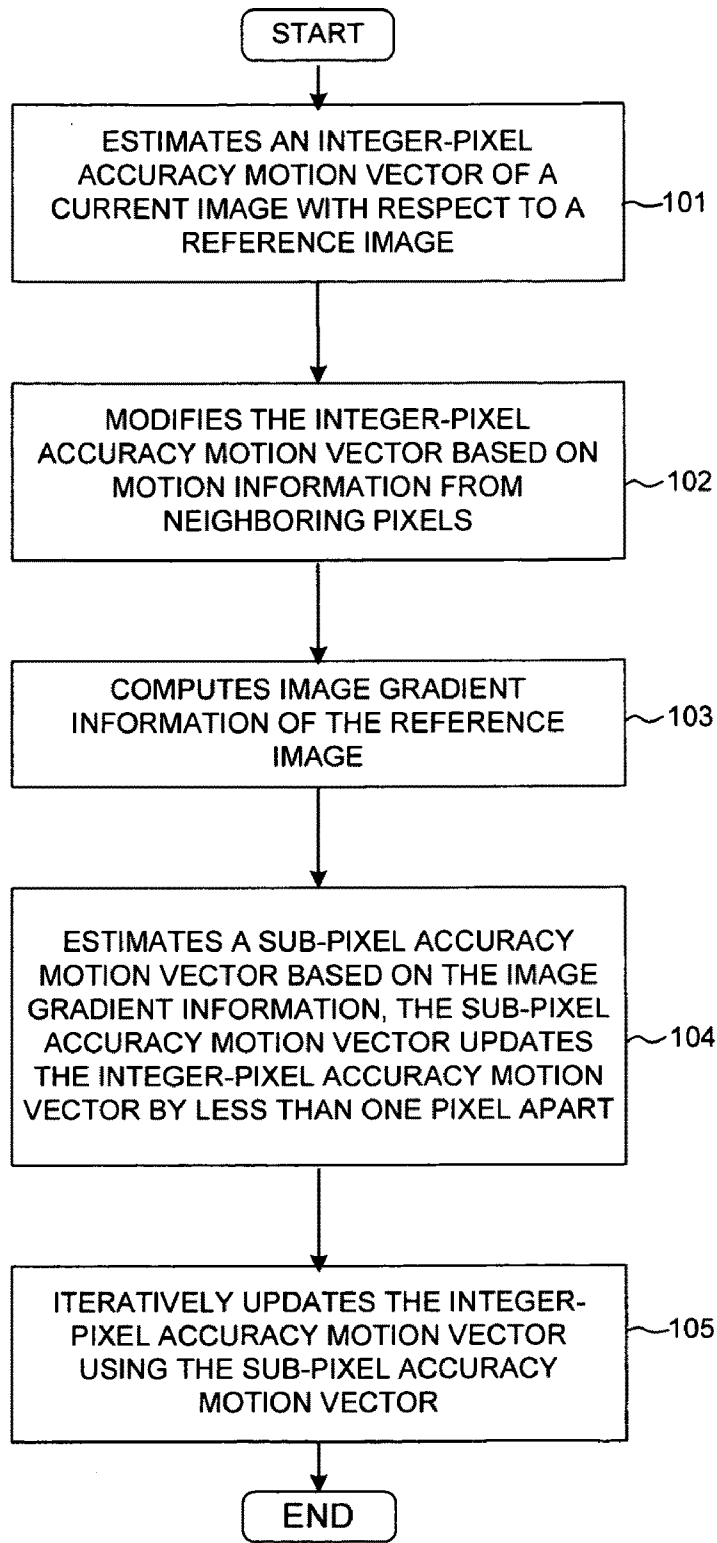 START
ESTIMATES AN INTEGER-PIXEL
ACCURACY MOTION VECTOR OF A
CURRENT IMAGE WITH RESPECT TO A
REFERENCE IMAGE
101
MODIFIES THE INTEGER-PIXEL
ACCURACY MOTION VECTOR BASED ON
MOTION INFORMATION FROM
NEIGHBORING PIXELS
102
COMPUTES IMAGE GRADIENT
INFORMATION OF THE REFERENCE
IMAGE
103
ESTIMATES A SUB-PIXEL ACCURACY
MOTION VECTOR BASED ON THE IMAGE
GRADIENT INFORMATION, THE SUB-PIXEL
ACCURACY MOTION VECTOR UPDATES
THE INTEGER-PIXEL ACCURACY MOTION
VECTOR BY LESS THAN ONE PIXEL APART
104
ITERATIVELY UPDATES THE INTEGER-
PIXEL ACCURACY MOTION VECTOR
USING THE SUB-PIXEL ACCURACY
MOTION VECTOR
105
END